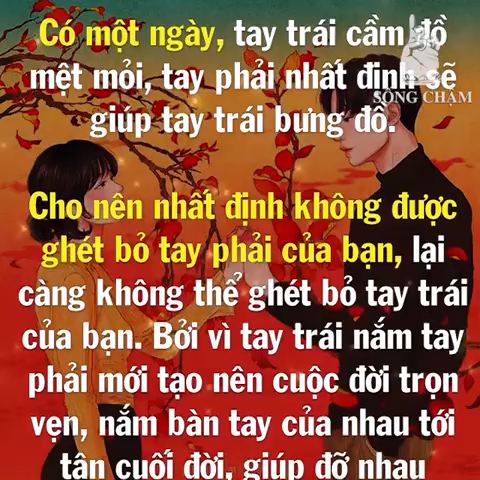 Có một ngày, tay trái cầm đồ
mệt mỏi, tay phải nhất định sẽ
SỐNG CHẬM
giúp tay trái bưng đồ.
Cho nên nhất định không được
ghét bỏ tay phải của bạn, lại
càng không thể ghét bỏ tay trái
của bạn. Bởi vì tay trái nắm tay
phải mới tạo nên cuộc đời trọn
vẹn, nắm bàn tay của nhau tới
tận cuối đời, giúp đỡ nhau